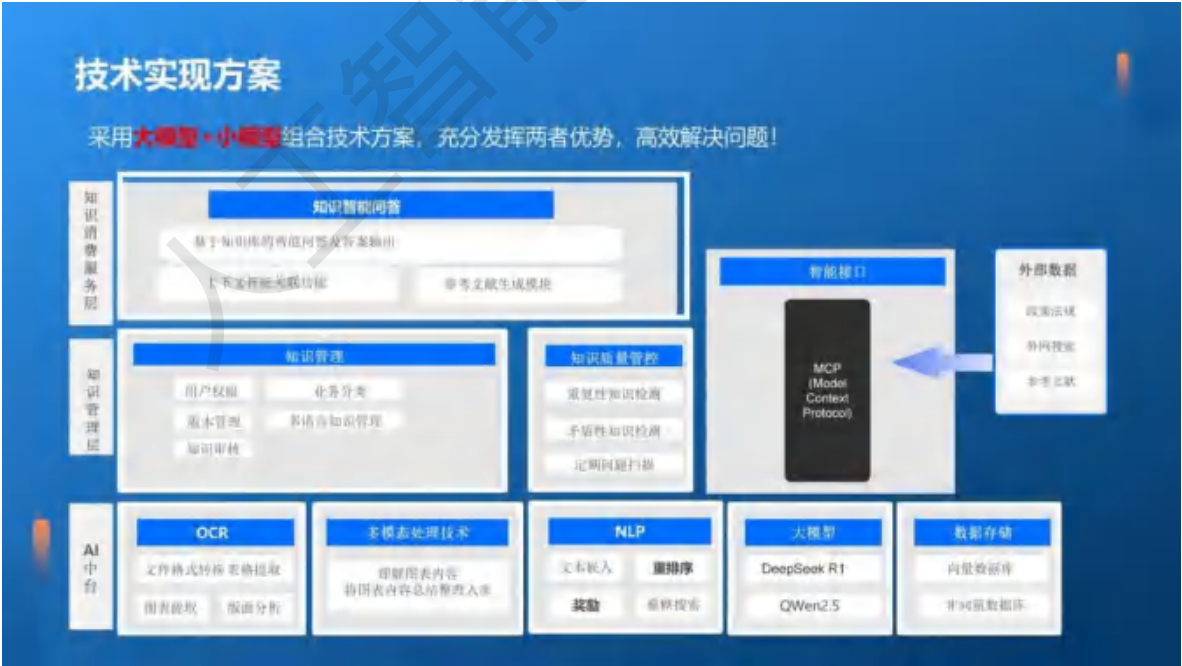 技术实现方案
采用大模型+小模型组合技术方案，充分发挥两者优势，高效解决问题！
知识消费服务层
知识智能问答
基于知识库的智能问答及答案输出
上下文智能关联功能
参考文献生成模块
知识管理层
知识管理
用户权限
业务分类
版本管理
多语言知识管理
知识审核
知识质量管控
重复性知识检测
矛盾性知识检测
定期问题扫描
智能接口
MCP
(Model
Context
Protocol)
外部数据
政策法规
外网搜索
参考文献
AI中台
OCR
文件格式转换 表格提取
图表提取
版面分析
多模态处理技术
理解图表内容
将图表内容总结整理入库
NLP
文本嵌入
重排序
奖励
重模搜索
大模型
DeepSeek R1
QWen2.5
数据存储
向量数据库
非向量数据库
人工智能